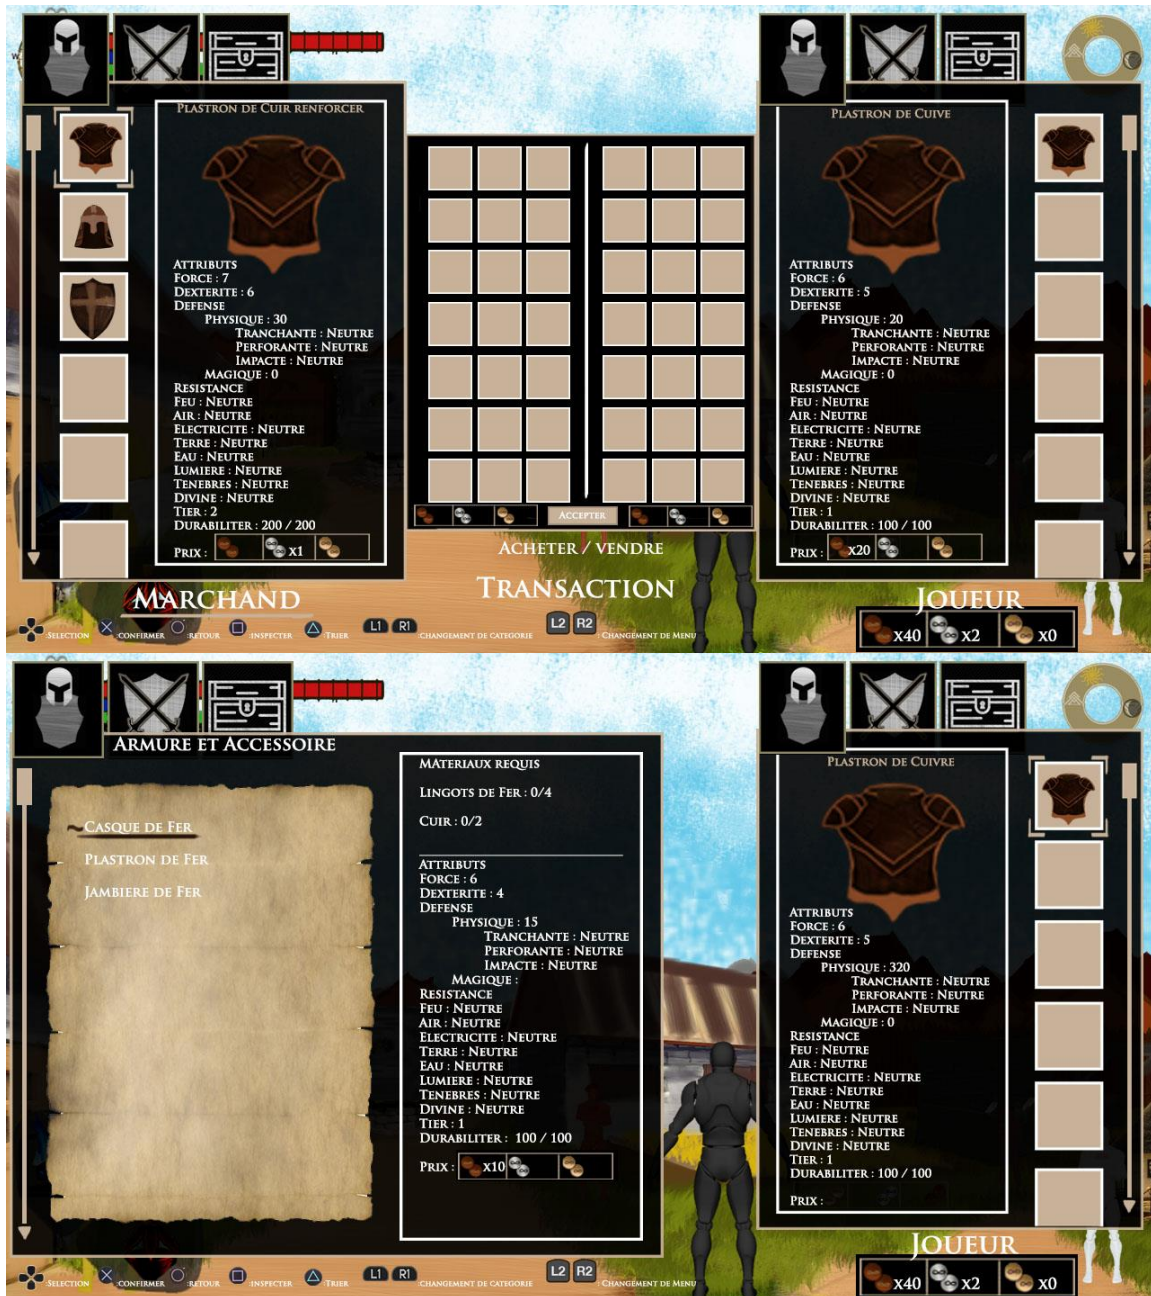 W
PLASTRON DE CUIR RENFORCER
ATTRIBUTS
FORCE : 7
DEXTERITE : 6
DEFENSE
PHYSIQUE : 30
TRANCHANTE : NEUTRE
PERFORANTE : NEUTRE
IMPACTE : NEUTRE
MAGIQUE : 0
RESISTANCE
FEU : NEUTRE
AIR : NEUTRE
ELECTRICITE : NEUTRE
TERRE : NEUTRE
EAU : NEUTRE
LUMIERE : NEUTRE
TENEBRES : NEUTRE
DIVINE : NEUTRE
TIER : 2
DURABILITER : 200 / 200
PRIX : x1
MARCHAND
ACCEPTER
ACHETER / VENDRE
TRANSACTION
PLASTRON DE CUIVE
ATTRIBUTS
FORCE : 6
DEXTERITE : 5
DEFENSE
PHYSIQUE : 20
TRANCHANTE : NEUTRE
PERFORANTE : NEUTRE
IMPACTE : NEUTRE
MAGIQUE : 0
RESISTANCE
FEU : NEUTRE
AIR : NEUTRE
ELECTRICITE : NEUTRE
TERRE : NEUTRE
EAU : NEUTRE
LUMIERE : NEUTRE
TENEBRES : NEUTRE
DIVINE : NEUTRE
TIER : 1
DURABILITER : 100 / 100
PRIX : x20
JOUEUR
x40 x2 x0
:SELECTION :CONFIRMER :RETOUR :INSPECTER :TRIER L1 R1 :CHANGEMENT DE CATEGORIE L2 R2 : CHANGEMENT DE MENU
ARMURE ET ACCESSOIRE
~CASQUE DE FER
PLASTRON DE FER
JAMBIERE DE FER
MATERIAUX REQUIS
LINGOTS DE FER : 0/4
CUIR : 0/2
ATTRIBUTS
FORCE : 6
DEXTERITE : 4
DEFENSE
PHYSIQUE : 15
TRANCHANTE : NEUTRE
PERFORANTE : NEUTRE
IMPACTE : NEUTRE
MAGIQUE :
RESISTANCE
FEU : NEUTRE
AIR : NEUTRE
ELECTRICITE : NEUTRE
TERRE : NEUTRE
EAU : NEUTRE
LUMIERE : NEUTRE
TENEBRES : NEUTRE
DIVINE : NEUTRE
TIER : 1
DURABILITER : 100 / 100
PRIX : x10
PLASTRON DE CUIVRE
ATTRIBUTS
FORCE : 6
DEXTERITE : 5
DEFENSE
PHYSIQUE : 320
TRANCHANTE : NEUTRE
PERFORANTE : NEUTRE
IMPACTE : NEUTRE
MAGIQUE : 0
RESISTANCE
FEU : NEUTRE
AIR : NEUTRE
ELECTRICITE : NEUTRE
TERRE : NEUTRE
EAU : NEUTRE
LUMIERE : NEUTRE
TENEBRES : NEUTRE
DIVINE : NEUTRE
TIER : 1
DURABILITER : 100 / 100
PRIX :
JOUEUR
x40 x2 x0
:SELECTION :CONFIRMER :RETOUR :INSPECTER :TRIER L1 R1 :CHANGEMENT DE CATEGORIE L2 R2 : CHANGEMENT DE MENU